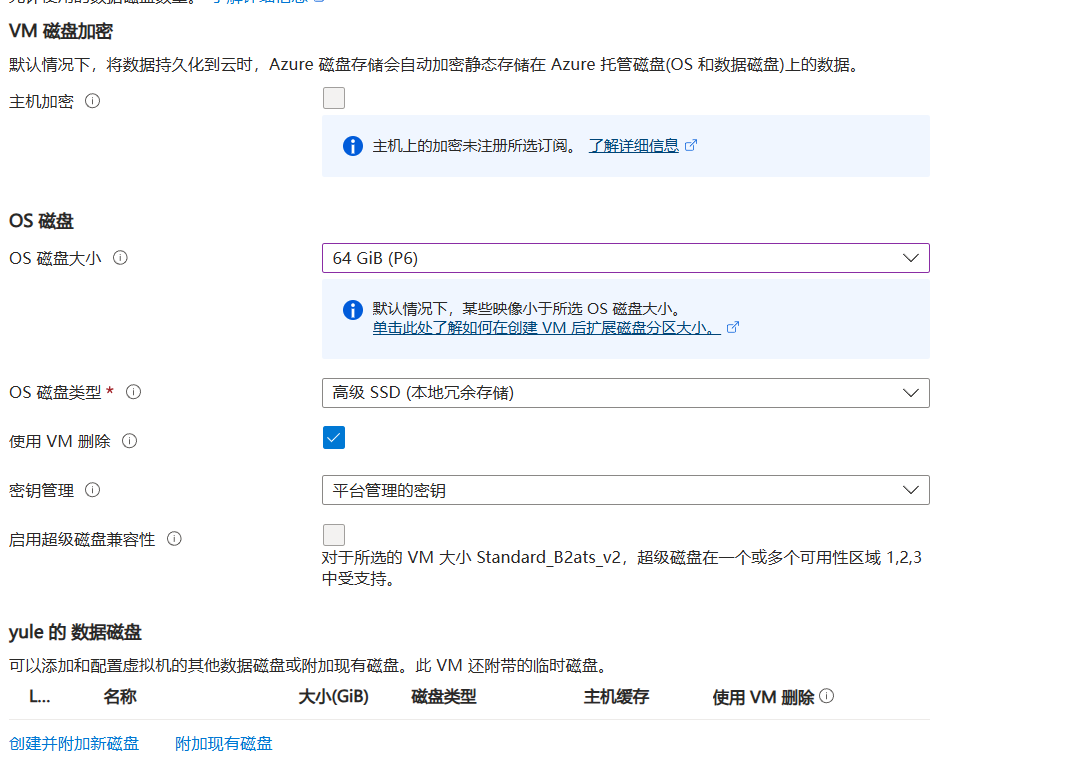 了解详细信息
VM 磁盘加密
默认情况下，将数据持久化到云时，Azure 磁盘存储会自动加密静态存储在 Azure 托管磁盘(OS 和数据磁盘)上的数据。
主机加密
主机上的加密未注册所选订阅。 了解详细信息
OS 磁盘
OS 磁盘大小
64 GiB (P6)
默认情况下，某些映像小于所选 OS 磁盘大小。
单击此处了解如何在创建 VM 后扩展磁盘分区大小。
OS 磁盘类型 *
高级 SSD (本地冗余存储)
使用 VM 删除
密钥管理
平台管理的密钥
启用超级磁盘兼容性
对于所选的 VM 大小 Standard_B2ats_v2，超级磁盘在一个或多个可用性区域 1,2,3
中受支持。
yule 的 数据磁盘
可以添加和配置虚拟机的其他数据磁盘或附加现有磁盘。此 VM 还附带的临时磁盘。
L... 名称 大小(GiB) 磁盘类型 主机缓存 使用 VM 删除
创建并附加新磁盘 附加现有磁盘